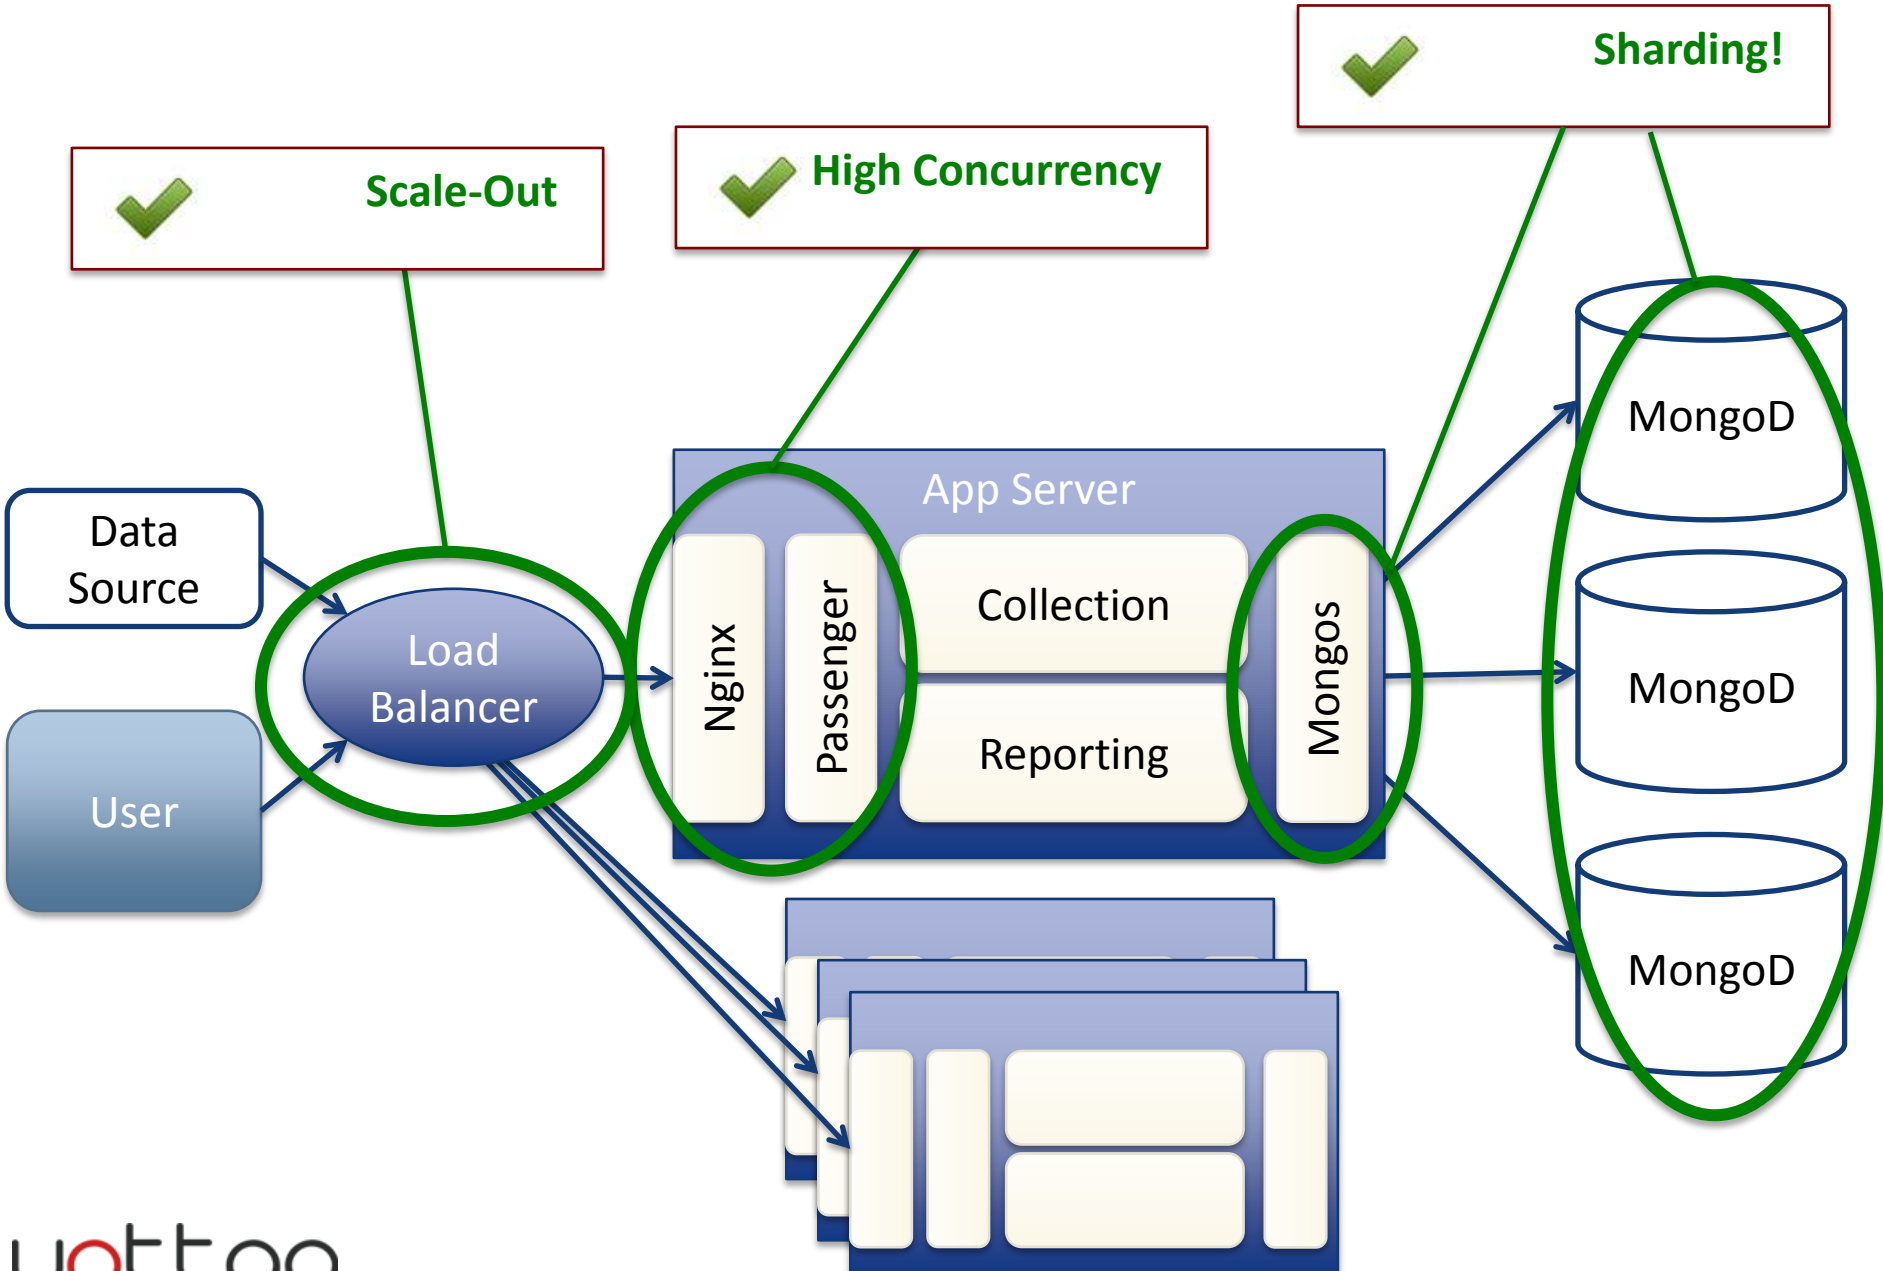 Sharding!
Scale-Out
High Concurrency
Data
Source
User
Load
Balancer
App Server
Nginx
Passenger
Collection
Reporting
Mongos
MongoD
MongoD
MongoD